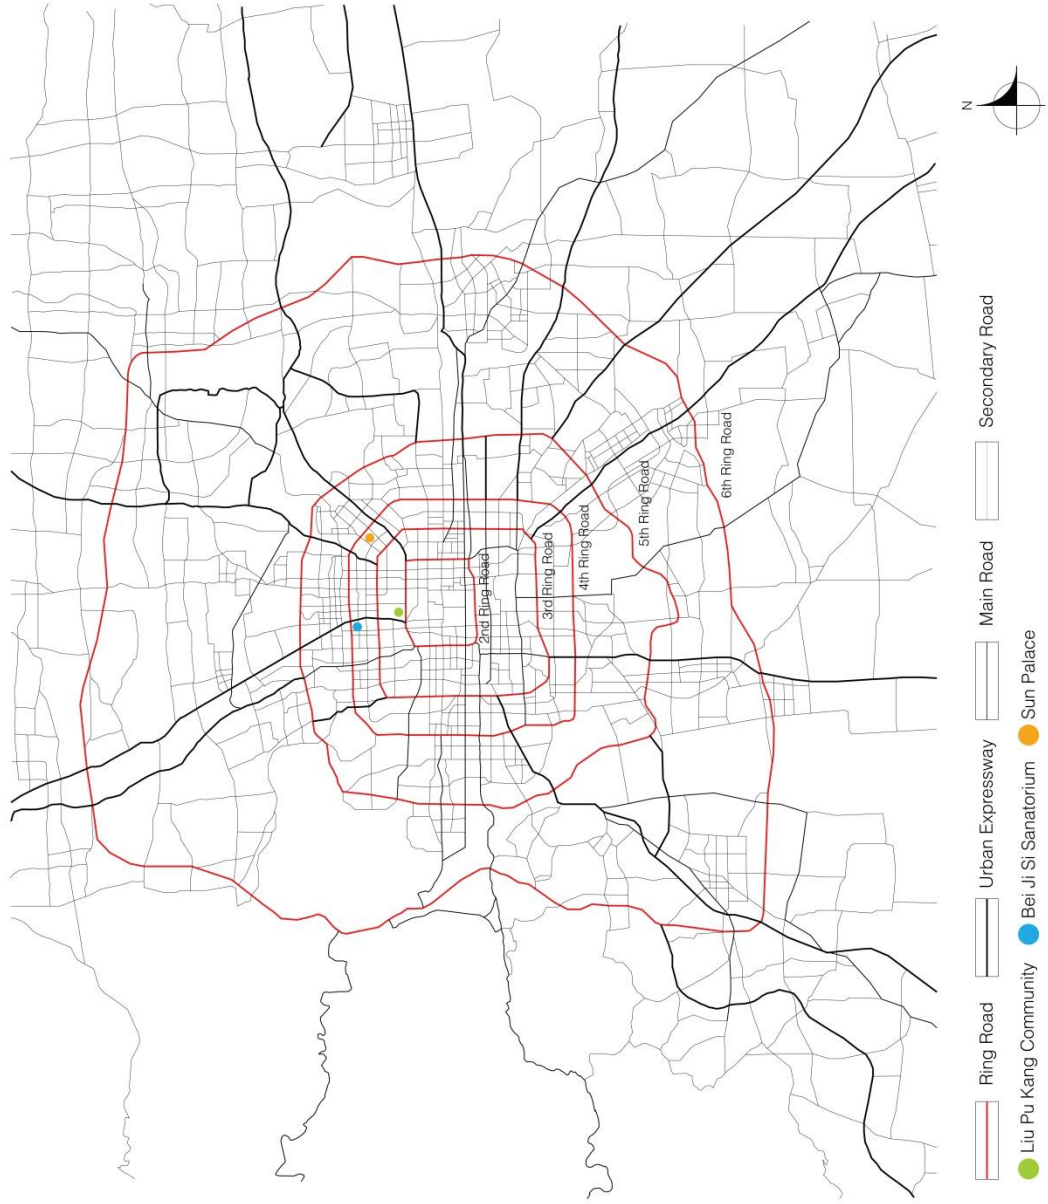 N
2nd Ring Road
3rd Ring Road
4th Ring Road
5th Ring Road
6th Ring Road
Ring Road
Urban Expressway
Main Road
Secondary Road
Liu Pu Kang Community
Bei Ji Si Sanatorium
Sun Palace